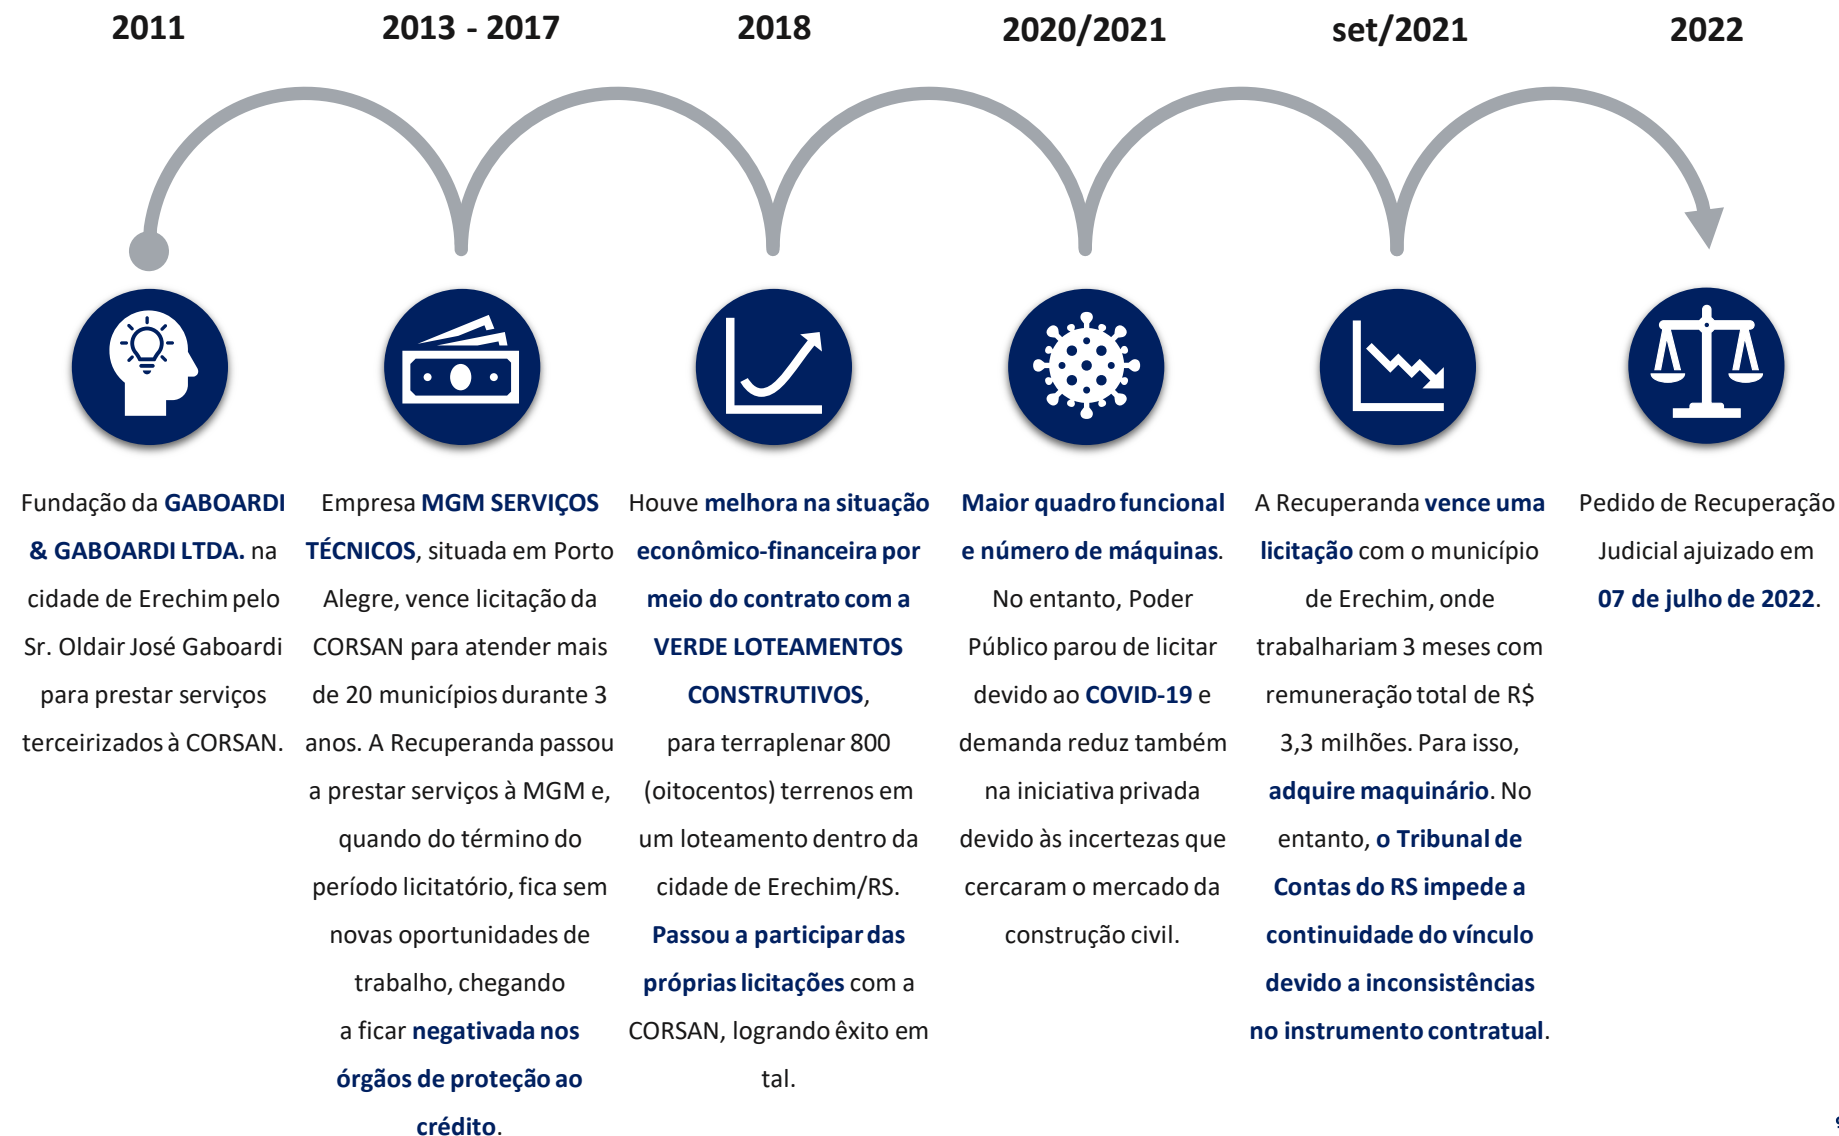 2011
Fundação da GABOARDI
& GABOARDI LTDA. na
cidade de Erechim pelo
Sr. Oldair José Gaboardi
para prestar serviços
terceirizados à CORSAN.
2013 - 2017
Empresa MGM SERVIÇOS
TÉCNICOS, situada em Porto
Alegre, vence licitação da
CORSAN para atender mais
de 20 municípios durante 3
anos. A Recuperanda passou
a prestar serviços à MGM e,
quando do término do
período licitatório, fica sem
novas oportunidades de
trabalho, chegando
a ficar negativada nos
órgãos de proteção ao
crédito.
2018
Houve melhora na situação
econômico-financeira por
meio do contrato com a
VERDE LOTEAMENTOS
CONSTRUTIVOS,
para terraplenar 800
(oitocentos) terrenos em
um loteamento dentro da
cidade de Erechim/RS.
Passou a participar das
próprias licitações com a
CORSAN, logrando êxito em
tal.
2020/2021
Maior quadro funcional
e número de máquinas.
No entanto, Poder
Público parou de licitar
devido ao COVID-19 e
demanda reduz também
na iniciativa privada
devido às incertezas que
cercaram o mercado da
construção civil.
set/2021
A Recuperanda vence uma
licitação com o município
de Erechim, onde
trabalhariam 3 meses com
remuneração total de R$
3,3 milhões. Para isso,
adquire maquinário. No
entanto, o Tribunal de
Contas do RS impede a
continuidade do vínculo
devido a inconsistências
no instrumento contratual.
2022
Pedido de Recuperação
Judicial ajuizado em
07 de julho de 2022.